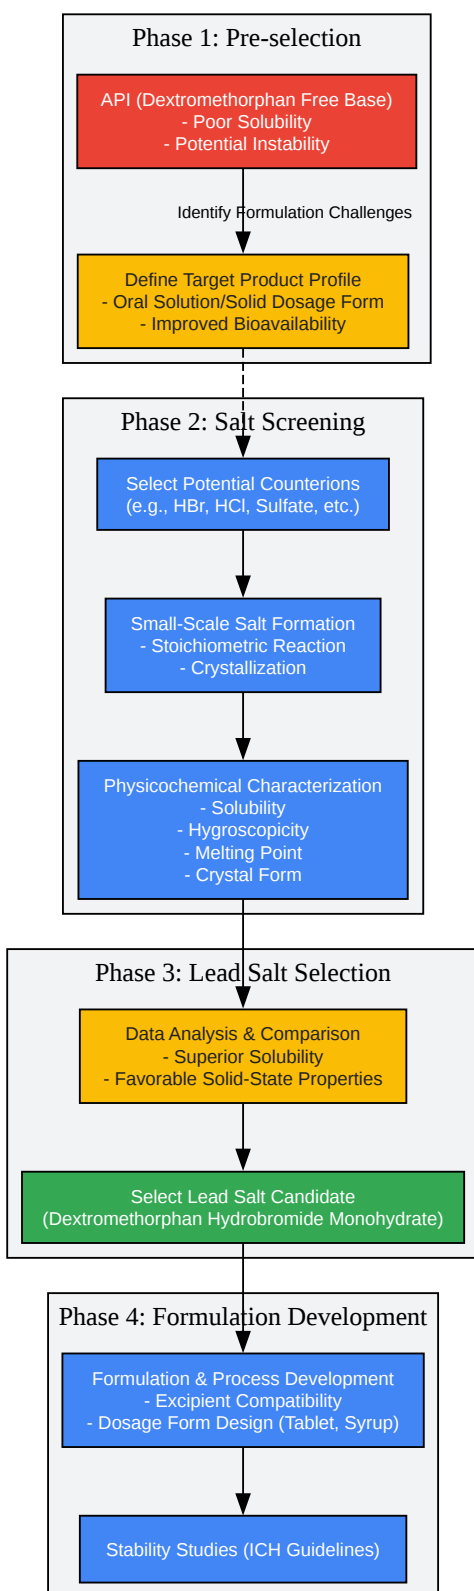 Phase 1: Pre-selection
API (Dextromethorphan Free Base)
- Poor Solubility
- Potential Instability
Identify Formulation Challenges
Define Target Product Profile
- Oral Solution/Solid Dosage Form
- Improved Bioavailability
Phase 2: Salt Screening
Select Potential Counterions
(e.g., HBr, HCl, Sulfate, etc.)
Small-Scale Salt Formation
- Stoichiometric Reaction
- Crystallization
Physicochemical Characterization
- Solubility
- Hygroscopicity
- Melting Point
- Crystal Form
Phase 3: Lead Salt Selection
Data Analysis & Comparison
- Superior Solubility
- Favorable Solid-State Properties
Select Lead Salt Candidate
(Dextromethorphan Hydrobromide Monohydrate)
Phase 4: Formulation Development
Formulation & Process Development
- Excipient Compatibility
- Dosage Form Design (Tablet, Syrup)
Stability Studies (ICH Guidelines)